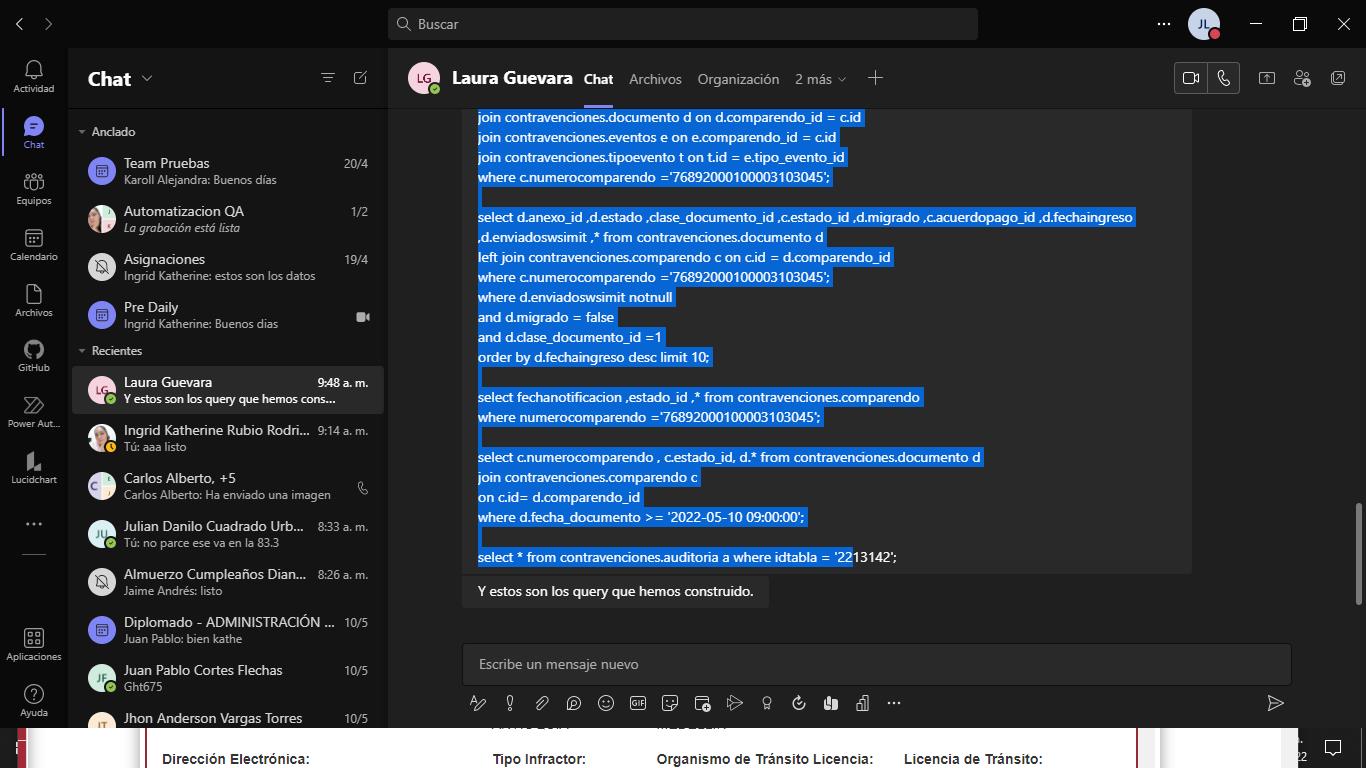 Buscar
JL
Actividad
Chat
Equipos
Calendario
Archivos
GitHub
Power Aut...
Lucidchart
Aplicaciones
Ayuda
Chat
Anclado
Team Pruebas 20/4
Karoll Alejandra: Buenos días
Automatizacion QA 1/2
La grabación está lista
Asignaciones 19/4
Ingrid Katherine: estos son los datos
Pre Daily
Ingrid Katherine: Buenos dias
Recientes
LG
Laura Guevara 9:48 a. m.
Y estos son los query que hemos cons...
Ingrid Katherine Rubio Rodri... 9:14 a. m.
Tú: aaa listo
C
Carlos Alberto, +5
Carlos Alberto: Ha enviado una imagen
JU
Julian Danilo Cuadrado Urb... 8:33 a. m.
Tú: no parce ese va en la 83.3
Almuerzo Cumpleaños Dian... 8:26 a. m.
Jaime Andrés: listo
Diplomado - ADMINISTRACIÓN ... 10/5
Juan Pablo: bien kathe
JF
Juan Pablo Cortes Flechas 10/5
Ght675
JT
Jhon Anderson Vargas Torres 10/5
LG Laura Guevara Chat Archivos Organización 2 más
join contravenciones.documento d on d.comparendo_id = c.id
join contravenciones.eventos e on e.comparendo_id = c.id
join contravenciones.tipoevento t on t.id = e.tipo_evento_id
where c.numerocomparendo ='76892000100003103045';
select d.anexo_id ,d.estado ,clase_documento_id ,c.estado_id ,d.migrado ,c.acuerdopago_id ,d.fechaingreso
,d.enviadoswsimit ,* from contravenciones.documento d
left join contravenciones.comparendo c on c.id = d.comparendo_id
where c.numerocomparendo ='76892000100003103045';
where d.enviadoswsimit notnull
and d.migrado = false
and d.clase_documento_id =1
order by d.fechaingreso desc limit 10;
select fechanotificacion ,estado_id ,* from contravenciones.comparendo
where numerocomparendo ='76892000100003103045';
select c.numerocomparendo , c.estado_id, d.* from contravenciones.documento d
join contravenciones.comparendo c
on c.id= d.comparendo_id
where d.fecha_documento >= '2022-05-10 09:00:00';
select * from contravenciones.auditoria a where idtabla = '2213142';
Y estos son los query que hemos construido.
Escribe un mensaje nuevo
GIF
Dirección Electrónica: Tipo Infractor: Organismo de Tránsito Licencia: Licencia de Tránsito: